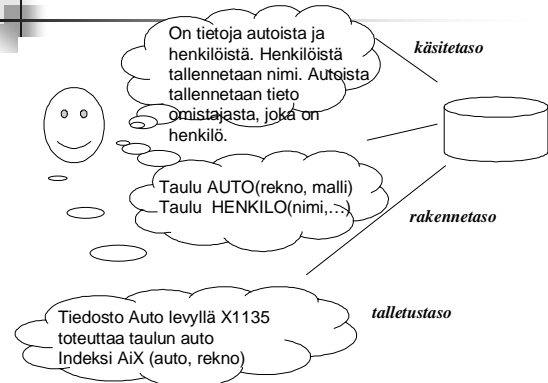 On tietoja autoista ja
henkilöistä. Henkilöistä
tallennetaan nimi. Autoista
tallennetaan tieto
omistajasta, joka on
henkilö.
käsitetaso
Taulu AUTO(rekno, malli)
Taulu HENKILO(nimi,...)
rakennetaso
Tiedosto Auto levyllä X1135
toteuttaa taulun auto
Indeksi AiX (auto, rekno)
talletustaso